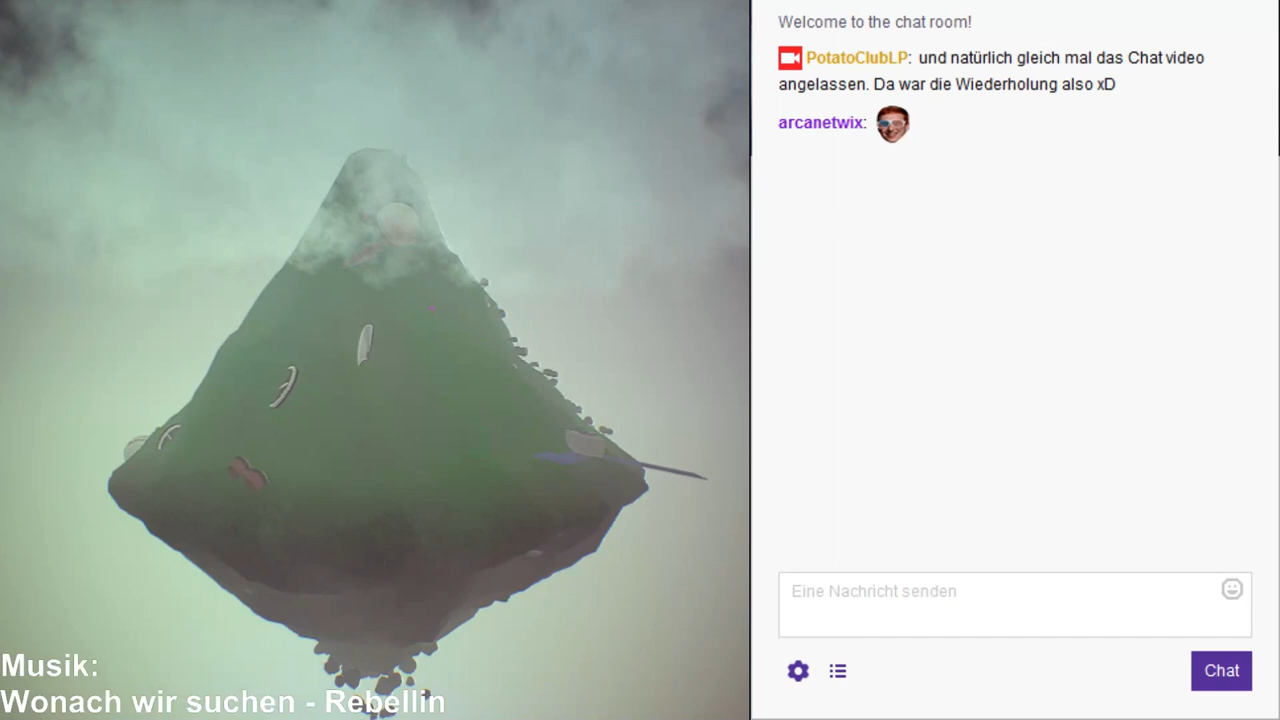 Welcome to the chat room!
PotatoClubLP: und natürlich gleich mal das Chat video
angelassen. Da war die Wiederholung also xD
arcanetwix:
Eine Nachricht senden
Chat
Musik:
Wonach wir suchen - Rebellin